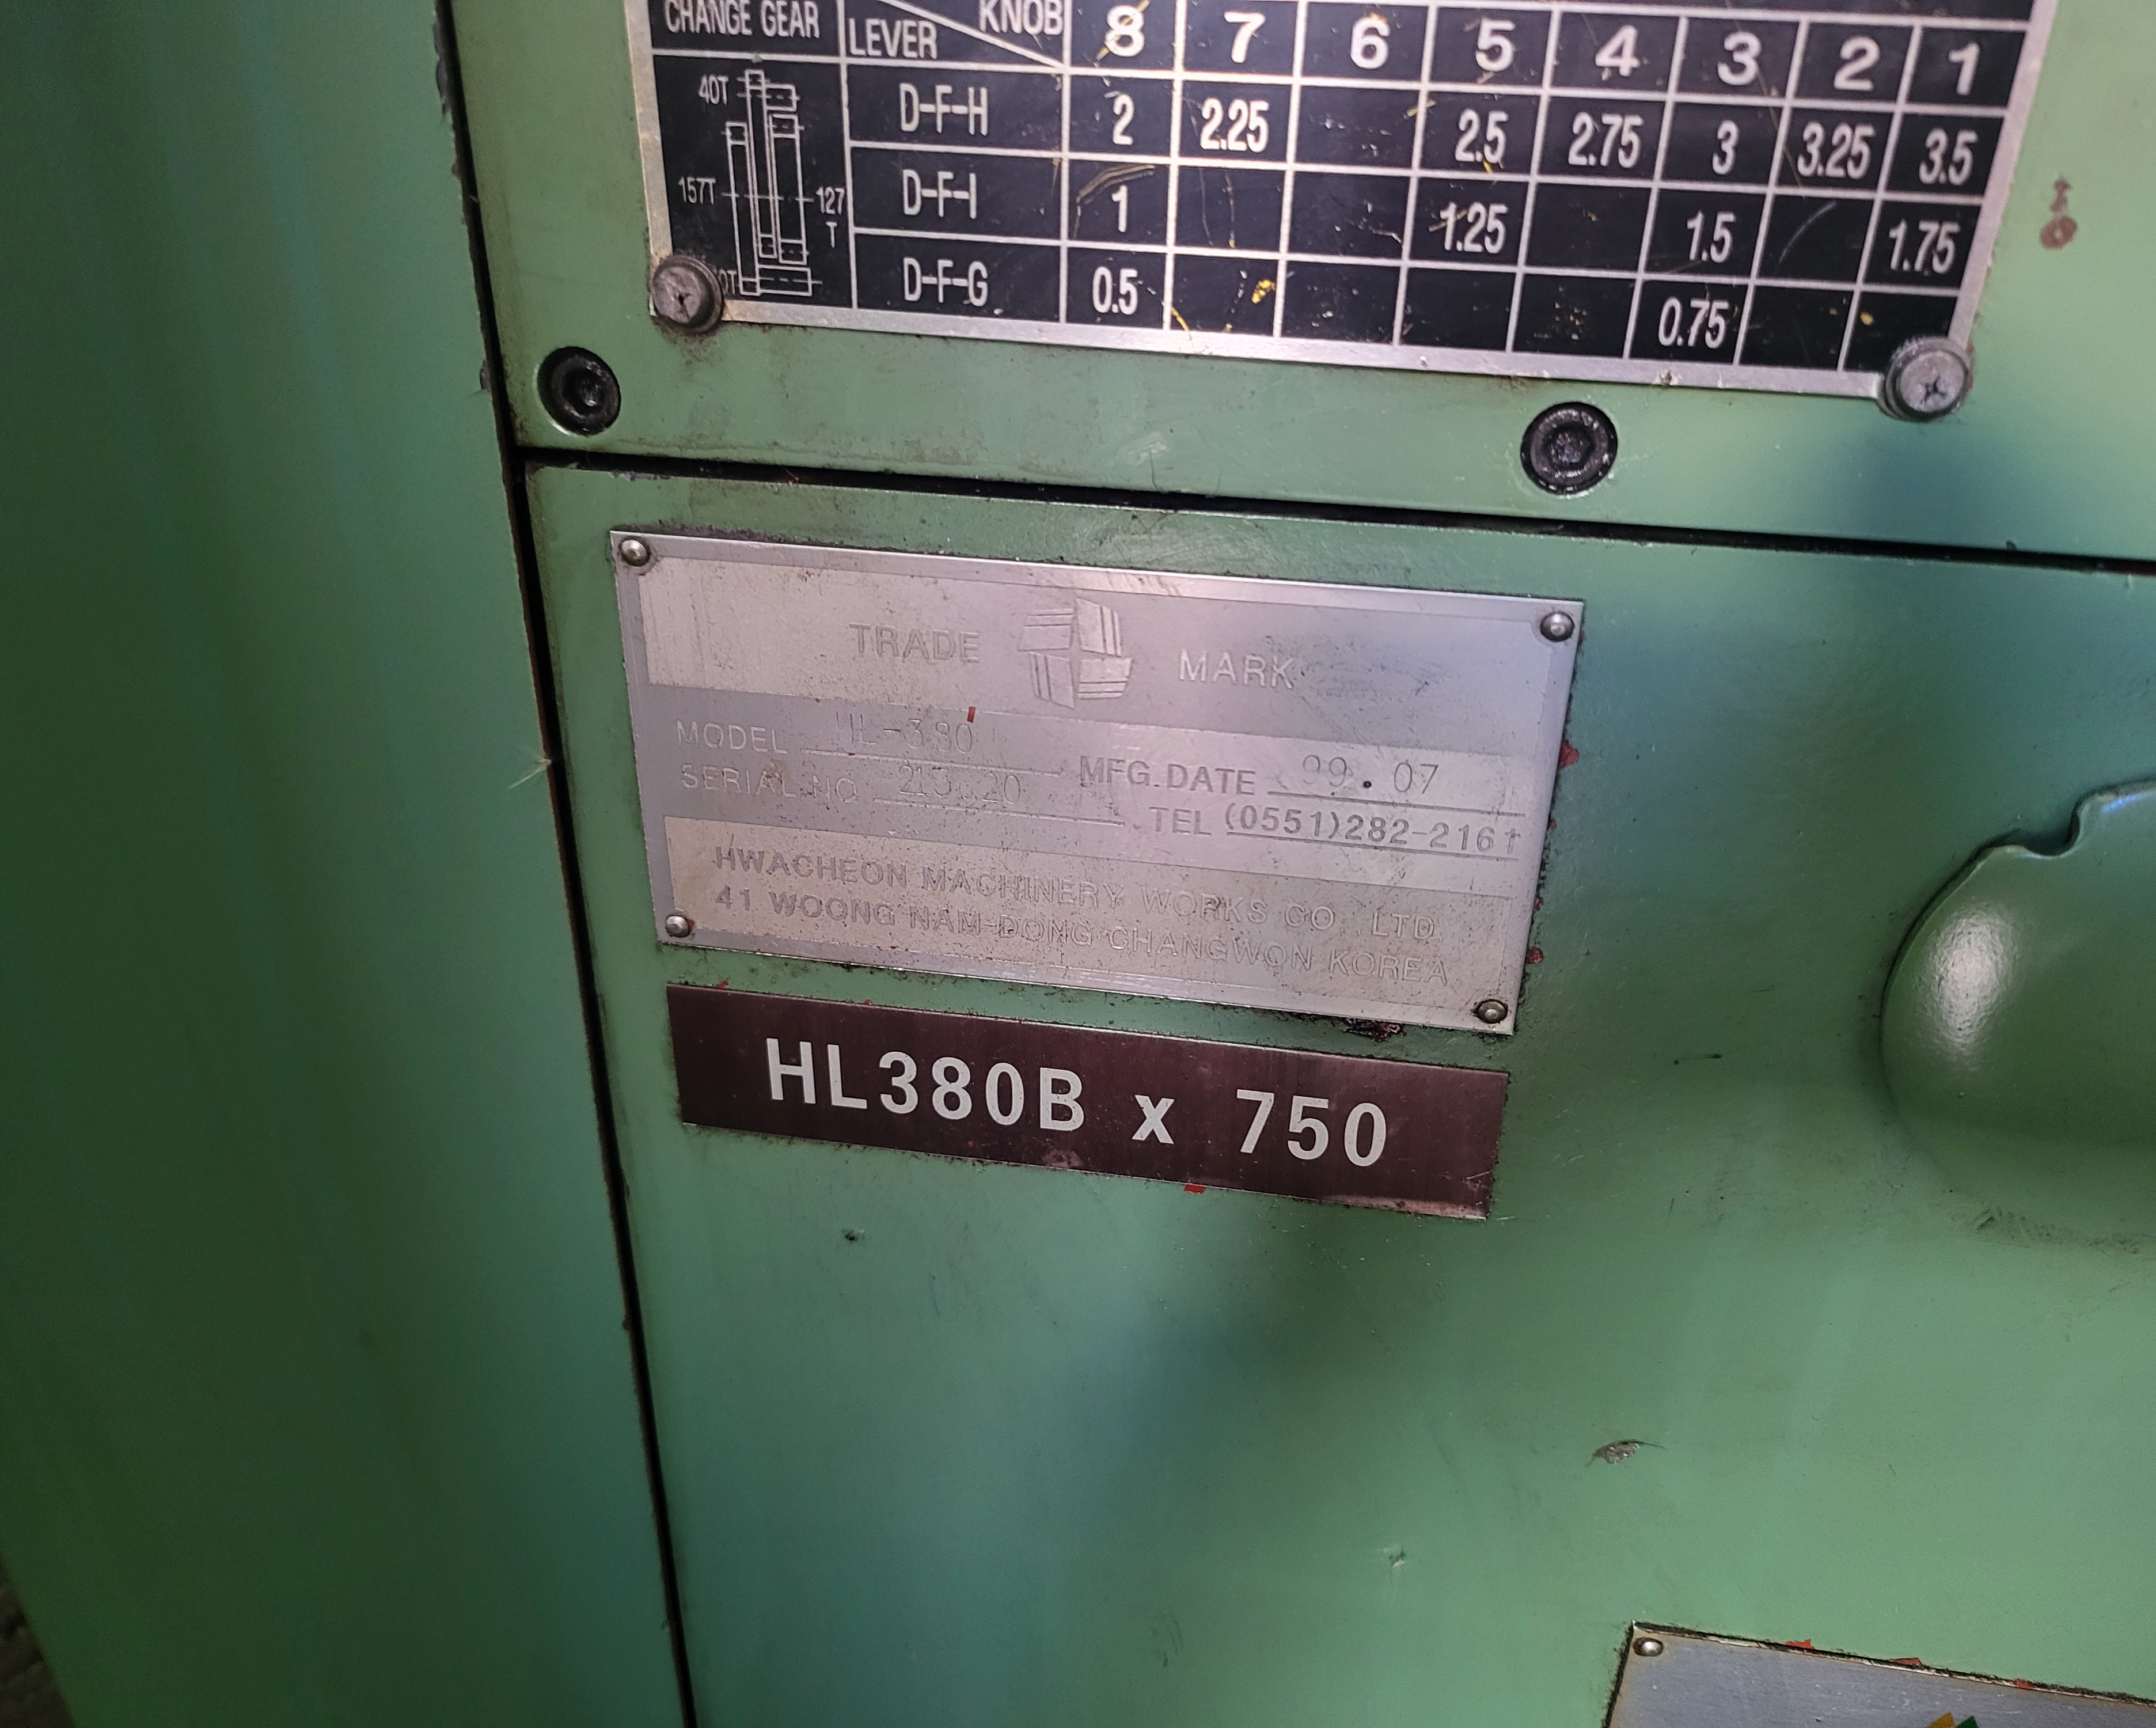 CHANGE GEAR LEVER KNOB 8 7 6 5 4 3 2 1
40T
157T 127T
D-F-H 2 2.25 2.5 2.75 3 3.25 3.5
D-F-I 1 1.25 1.5 1.75
D-F-G 0.5 0.75
TRADE MARK
MODEL HL-380
MFG.DATE 99.07
SERIAL NO
TEL (0551)282-2161
HWACHEON MACHINERY WORKS CO. LTD
41 WOONG NAM-DONG CHANGWON KOREA
HL380B x 750